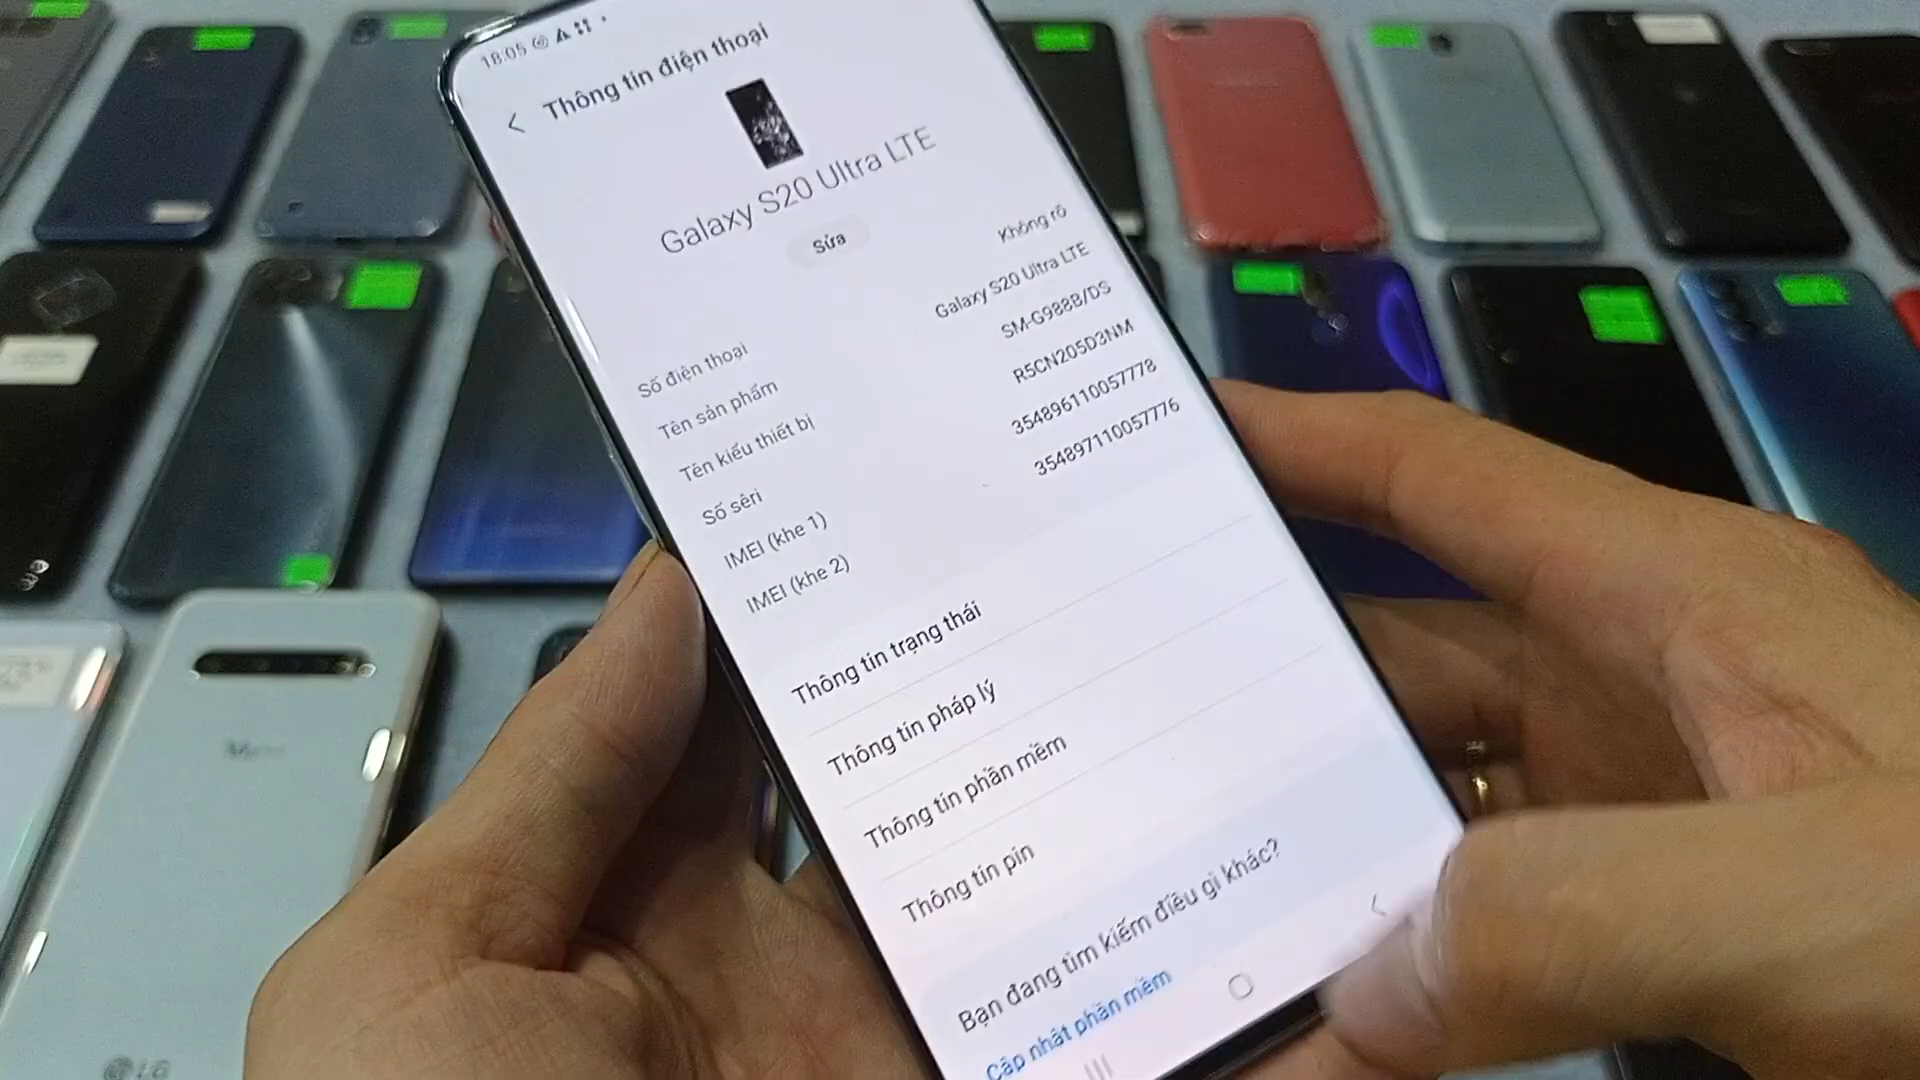 18:05
Thông tin điện thoại
Galaxy S20 Ultra LTE
Sửa
Số điện thoại Không rõ
Tên sản phẩm Galaxy S20 Ultra LTE
Tên kiểu thiết bị SM-G988B/DS
Số sêri R5CN205D3NM
IMEI (khe 1) 354896110057778
IMEI (khe 2) 354897110057776
Thông tin trạng thái
Thông tin pháp lý
Thông tin phần mềm
Thông tin pin
Bạn đang tìm kiếm điều gì khác?
Cập nhật phần mềm
LG